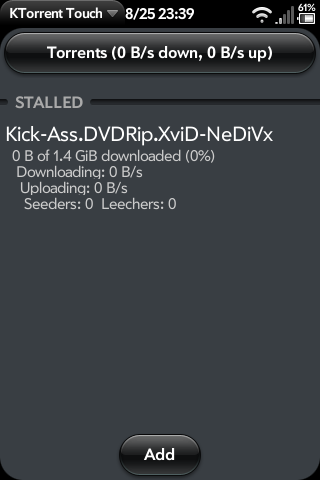 KTorrent Touch 8/25 23:39 61%
Torrents (0 B/s down, 0 B/s up)
STALLED
Kick-Ass.DVDRip.XviD-NeDiVx
0 B of 1.4 GiB downloaded (0%)
Downloading: 0 B/s
Uploading: 0 B/s
Seeders: 0 Leechers: 0
Add